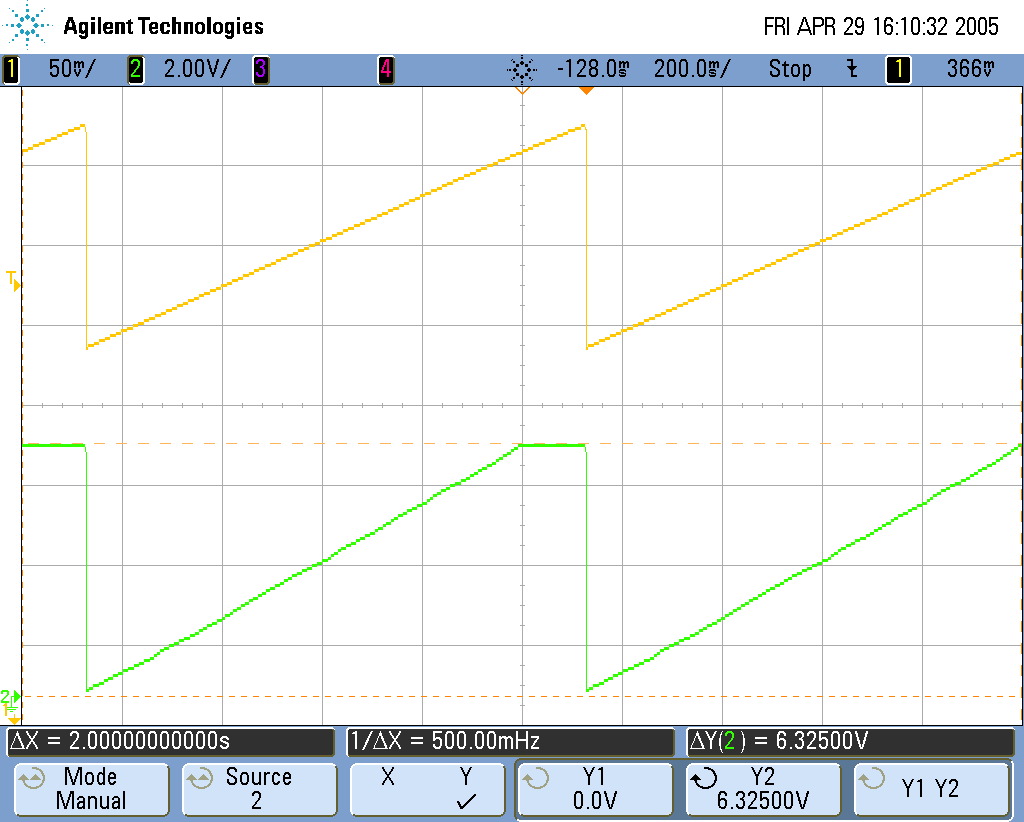 Agilent Technologies FRI APR 29 16:10:32 2005
1 50mV/ 2 2.00V/ 3 4 -128.0ms 200.0ms/ Stop 1 366mV
T
2
ΔX = 2.00000000000s 1/ΔX = 500.00mHz ΔY(2) = 6.32500V
Mode Source X Y Y1 Y2 Y1 Y2
Manual 2 ✓ 0.0V 6.32500V